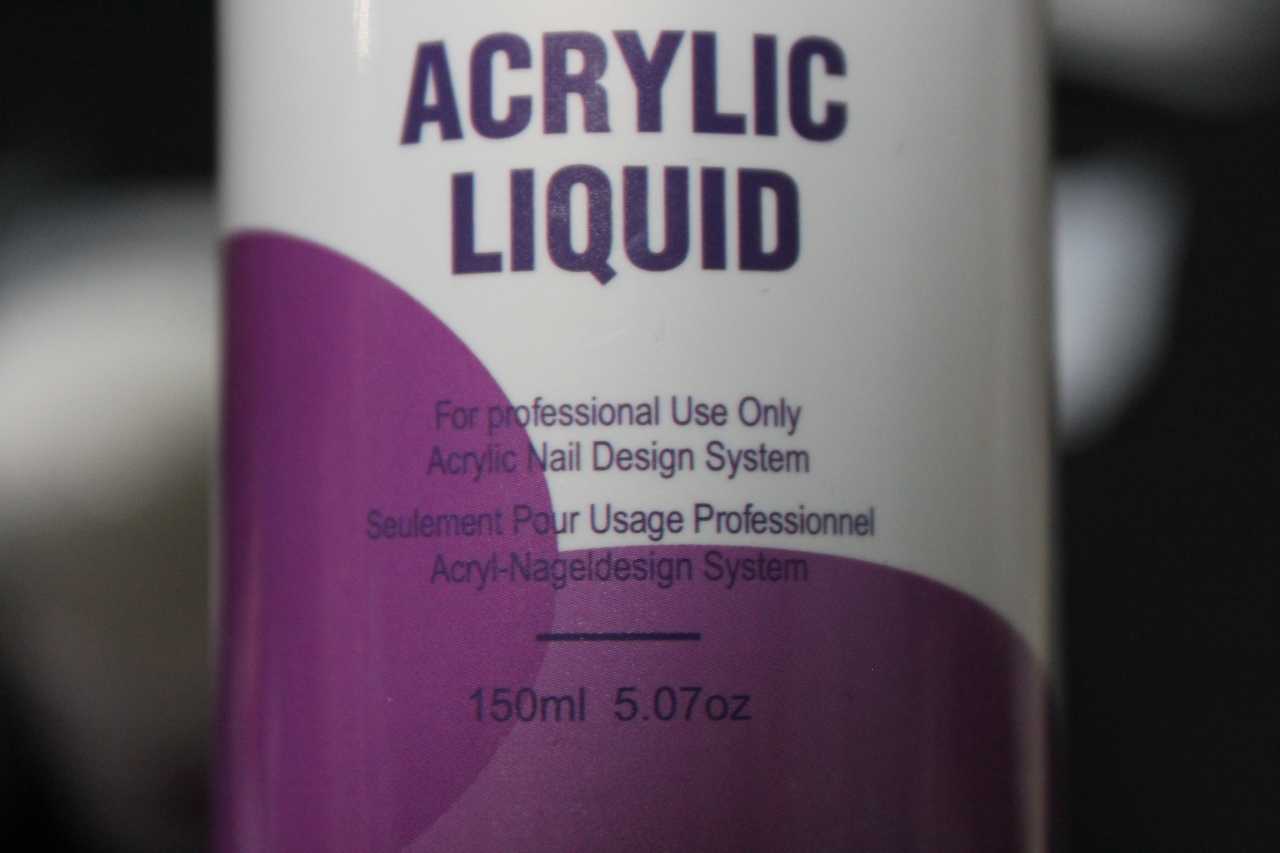 ACRYLIC
LIQUID
For professional Use Only
Acrylic Nail Design System
Seulement Pour Usage Professionnel
Acryl-Nageldesign System
150ml 5.07oz